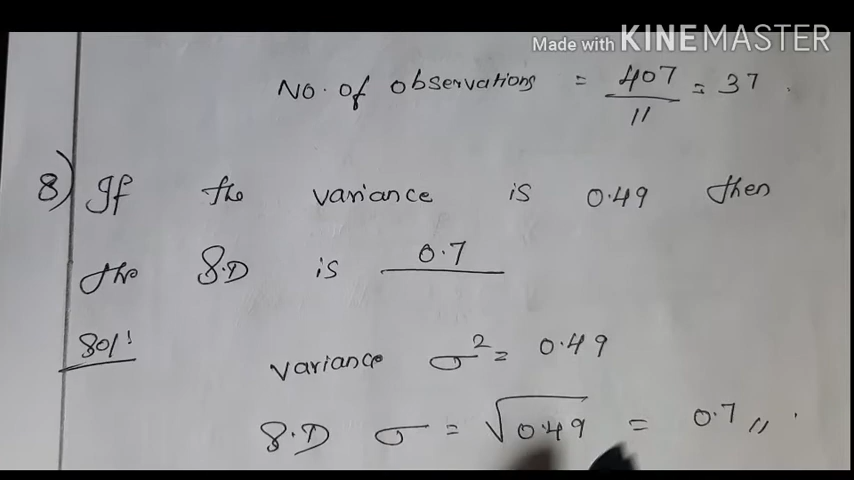 Made with KINEMASTER
No. of observations = 407/11 = 37.
8) If the variance is 0.49 then
the S.D is 0.7
Sol!
variance σ² = 0.49
S.D σ = √0.49 = 0.7 //.